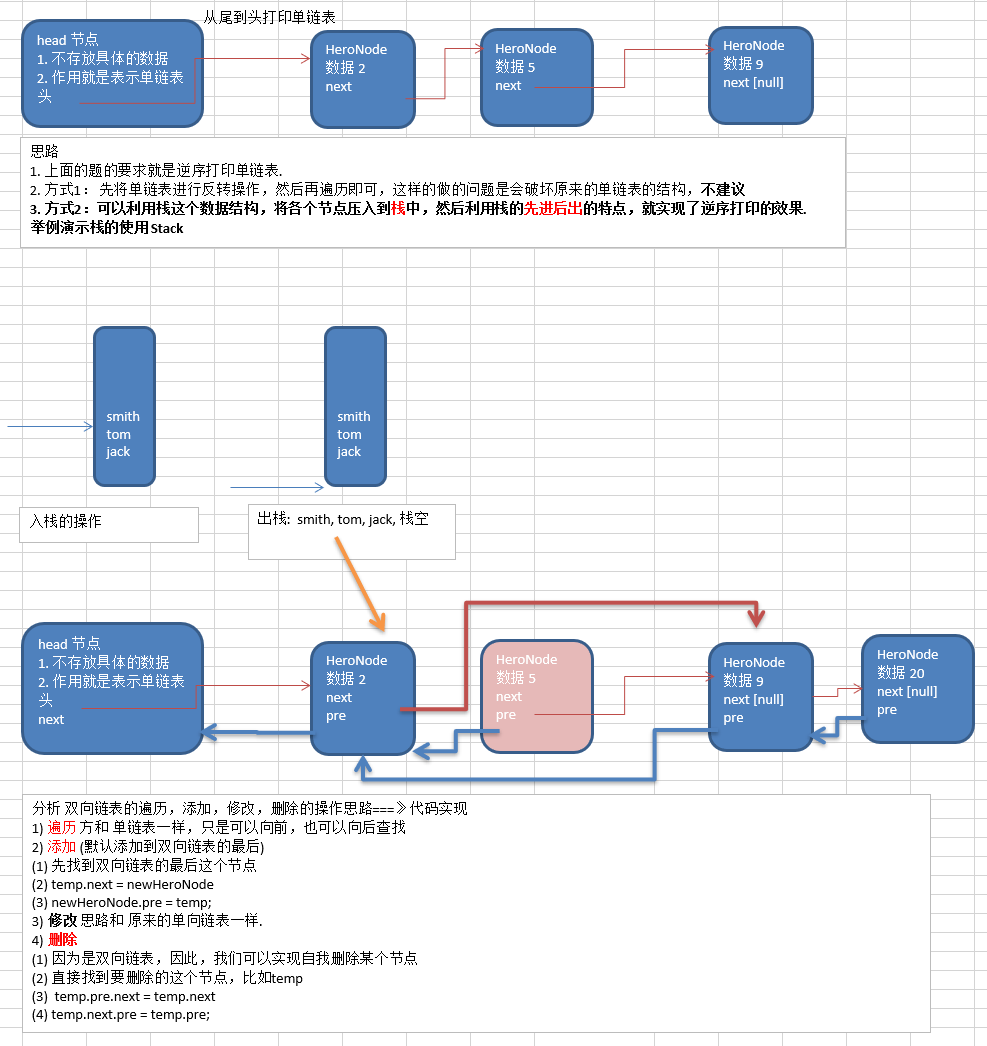 从尾到头打印单链表
head 节点
1. 不存放具体的数据
2. 作用就是表示单链表
头
HeroNode
数据 2
next
HeroNode
数据 5
next
HeroNode
数据 9
next [null]
思路
1. 上面的题的要求就是逆序打印单链表.
2. 方式1： 先将单链表进行反转操作，然后再遍历即可，这样的做的问题是会破坏原来的单链表的结构，不建议
3. 方式2：可以利用栈这个数据结构，将各个节点压入到栈中，然后利用栈的先进后出的特点，就实现了逆序打印的效果.
举例演示栈的使用 Stack
smith
tom
jack
smith
tom
jack
入栈的操作
出栈: smith, tom, jack, 栈空
head 节点
1. 不存放具体的数据
2. 作用就是表示单链表
头
next
HeroNode
数据 2
next
pre
HeroNode
数据 5
next
pre
HeroNode
数据 9
next [null]
pre
HeroNode
数据 20
next [null]
pre
分析 双向链表的遍历，添加，修改，删除的操作思路===》代码实现
1) 遍历 方和 单链表一样，只是可以向前，也可以向后查找
2) 添加 (默认添加到双向链表的最后)
(1) 先找到双向链表的最后这个节点
(2) temp.next = newHeroNode
(3) newHeroNode.pre = temp;
3) 修改 思路和 原来的单向链表一样.
4) 删除
(1) 因为是双向链表，因此，我们可以实现自我删除某个节点
(2) 直接找到要删除的这个节点，比如temp
(3) temp.pre.next = temp.next
(4) temp.next.pre = temp.pre;